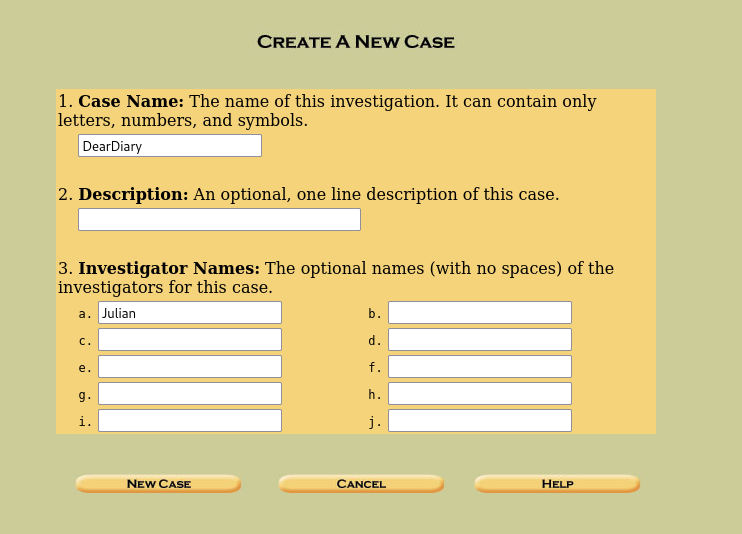 CREATE A NEW CASE
1. Case Name: The name of this investigation. It can contain only
letters, numbers, and symbols.
DearDiary
2. Description: An optional, one line description of this case.
3. Investigator Names: The optional names (with no spaces) of the
investigators for this case.
a. Julian b.
c. d.
e. f.
g. h.
i. j.
NEW CASE CANCEL HELP